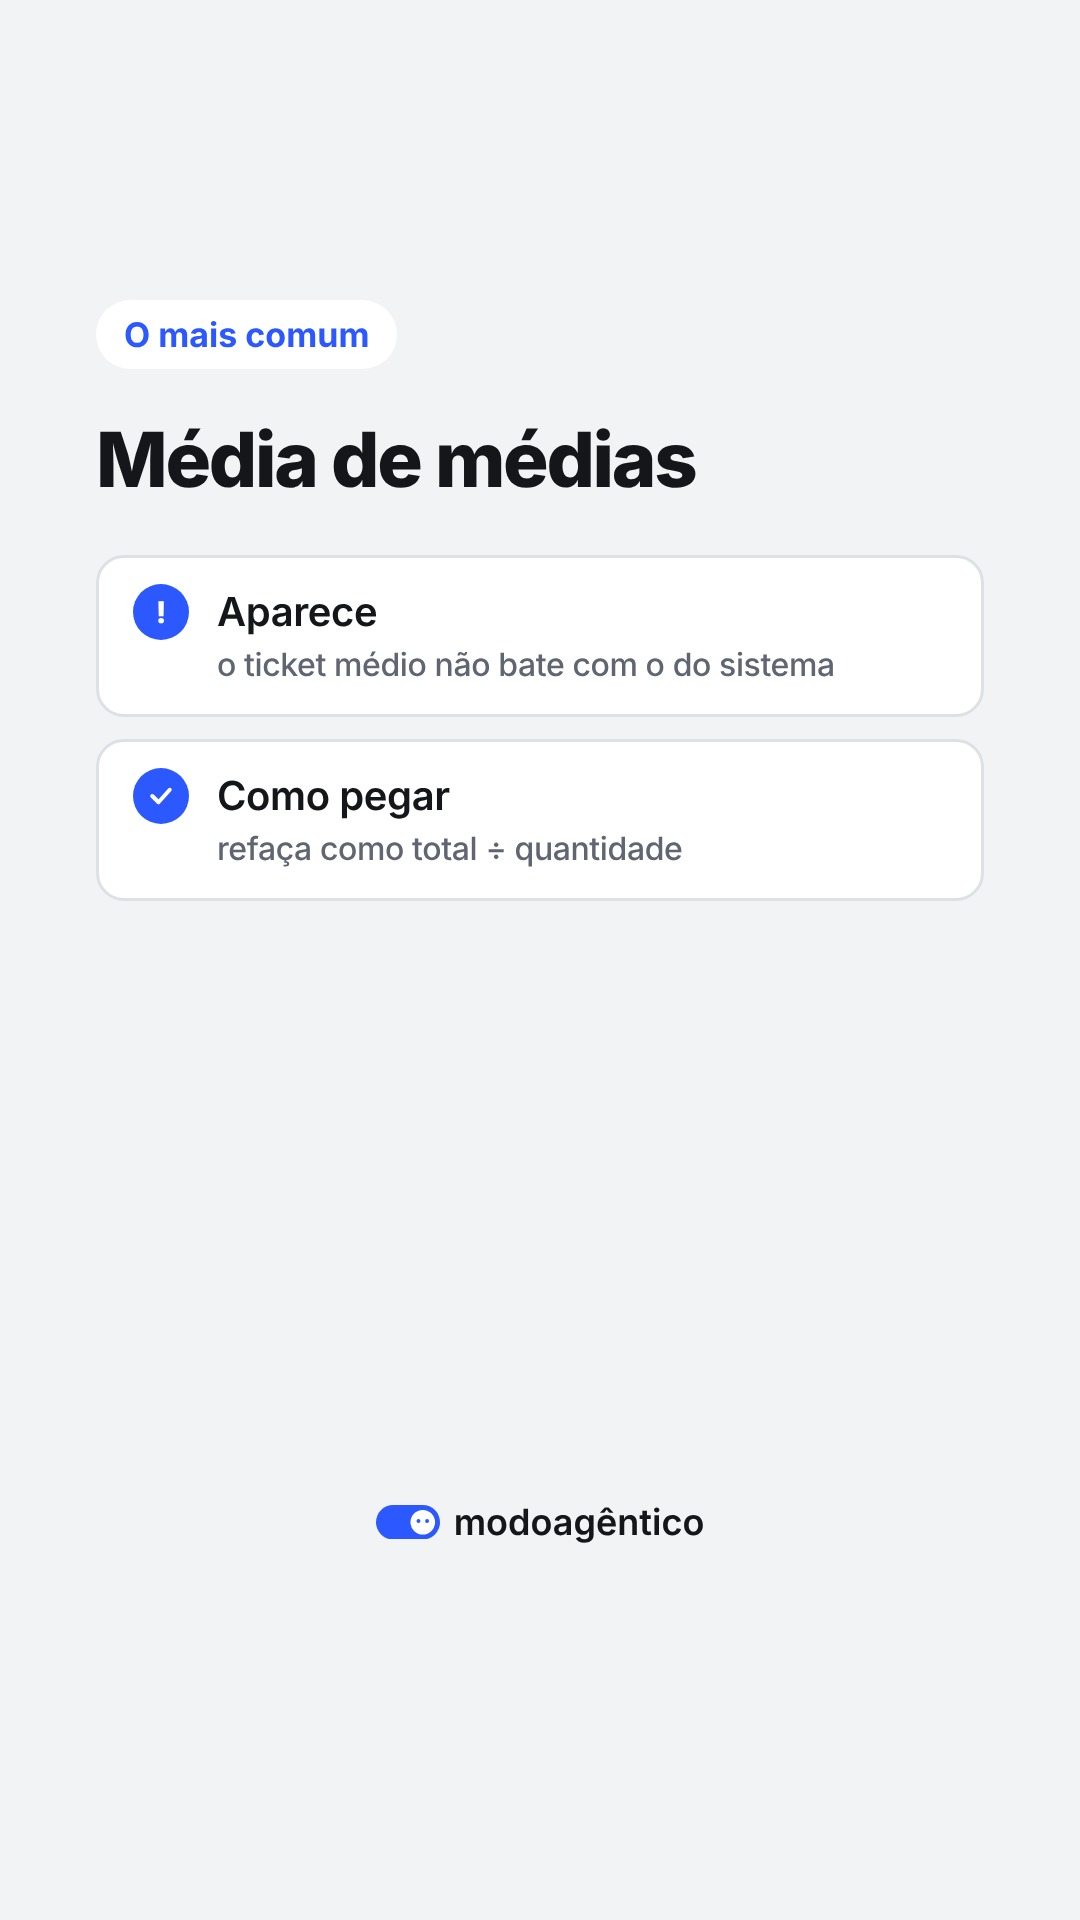 O mais comum
Média de médias
!
Aparece
o ticket médio não bate com o do sistema
Como pegar
refaça como total ÷ quantidade
modoagêntico